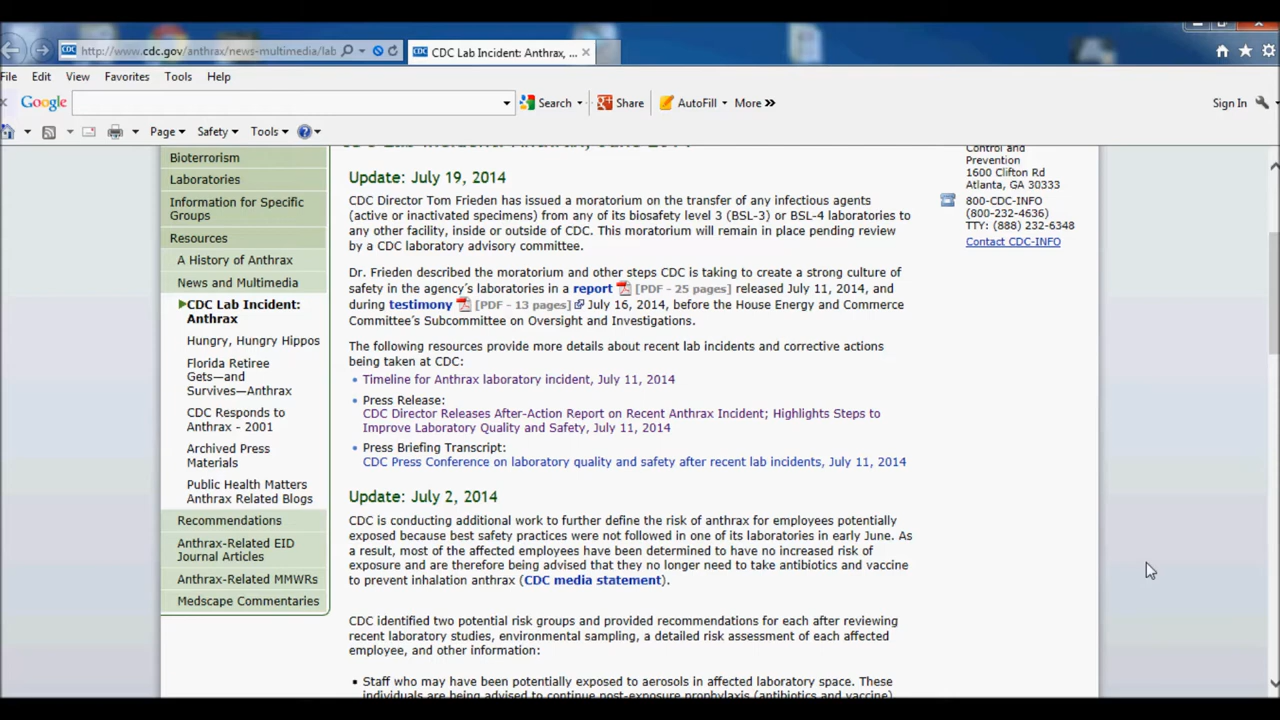 http://www.cdc.gov/anthrax/news-multimedia/lab
CDC Lab Incident: Anthrax, ...
File Edit View Favorites Tools Help
Google Search Share AutoFill More » Sign In
Page Safety Tools
Bioterrorism
Laboratories
Information for Specific
Groups
Resources
A History of Anthrax
News and Multimedia
CDC Lab Incident:
Anthrax
Hungry, Hungry Hippos
Florida Retiree
Gets—and
Survives—Anthrax
CDC Responds to
Anthrax - 2001
Archived Press
Materials
Public Health Matters
Anthrax Related Blogs
Recommendations
Anthrax-Related EID
Journal Articles
Anthrax-Related MMWRs
Medscape Commentaries
Update: July 19, 2014
CDC Director Tom Frieden has issued a moratorium on the transfer of any infectious agents
(active or inactivated specimens) from any of its biosafety level 3 (BSL-3) or BSL-4 laboratories to
any other facility, inside or outside of CDC. This moratorium will remain in place pending review
by a CDC laboratory advisory committee.
Dr. Frieden described the moratorium and other steps CDC is taking to create a strong culture of
safety in the agency's laboratories in a report [PDF - 25 pages] released July 11, 2014, and
during testimony [PDF - 13 pages] July 16, 2014, before the House Energy and Commerce
Committee's Subcommittee on Oversight and Investigations.
The following resources provide more details about recent lab incidents and corrective actions
being taken at CDC:
• Timeline for Anthrax laboratory incident, July 11, 2014
• Press Release:
CDC Director Releases After-Action Report on Recent Anthrax Incident; Highlights Steps to
Improve Laboratory Quality and Safety, July 11, 2014
• Press Briefing Transcript:
CDC Press Conference on laboratory quality and safety after recent lab incidents, July 11, 2014
Update: July 2, 2014
CDC is conducting additional work to further define the risk of anthrax for employees potentially
exposed because best safety practices were not followed in one of its laboratories in early June. As
a result, most of the affected employees have been determined to have no increased risk of
exposure and are therefore being advised that they no longer need to take antibiotics and vaccine
to prevent inhalation anthrax (CDC media statement).
CDC identified two potential risk groups and provided recommendations for each after reviewing
recent laboratory studies, environmental sampling, a detailed risk assessment of each affected
employee, and other information:
▪ Staff who may have been potentially exposed to aerosols in affected laboratory space. These
individuals are being advised to continue post-exposure prophylaxis (antibiotics and vaccine)
Control and
Prevention
1600 Clifton Rd
Atlanta, GA 30333
800-CDC-INFO
(800-232-4636)
TTY: (888) 232-6348
Contact CDC-INFO